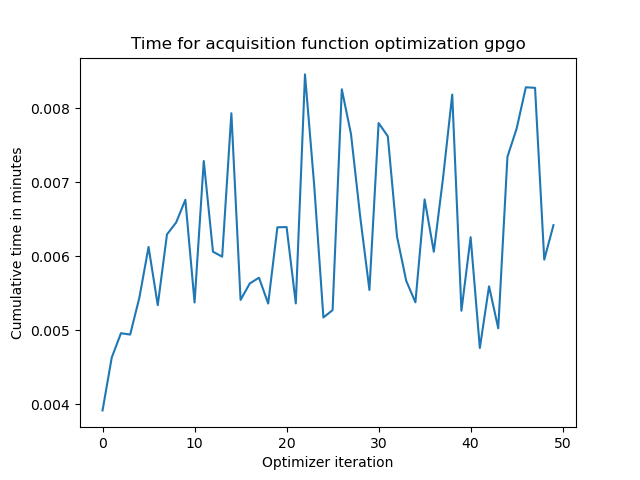 Time for acquisition function optimization gpgo
Cumulative time in minutes
0.008
0.007
0.006
0.005
0.004
0 10 20 30 40 50
Optimizer iteration